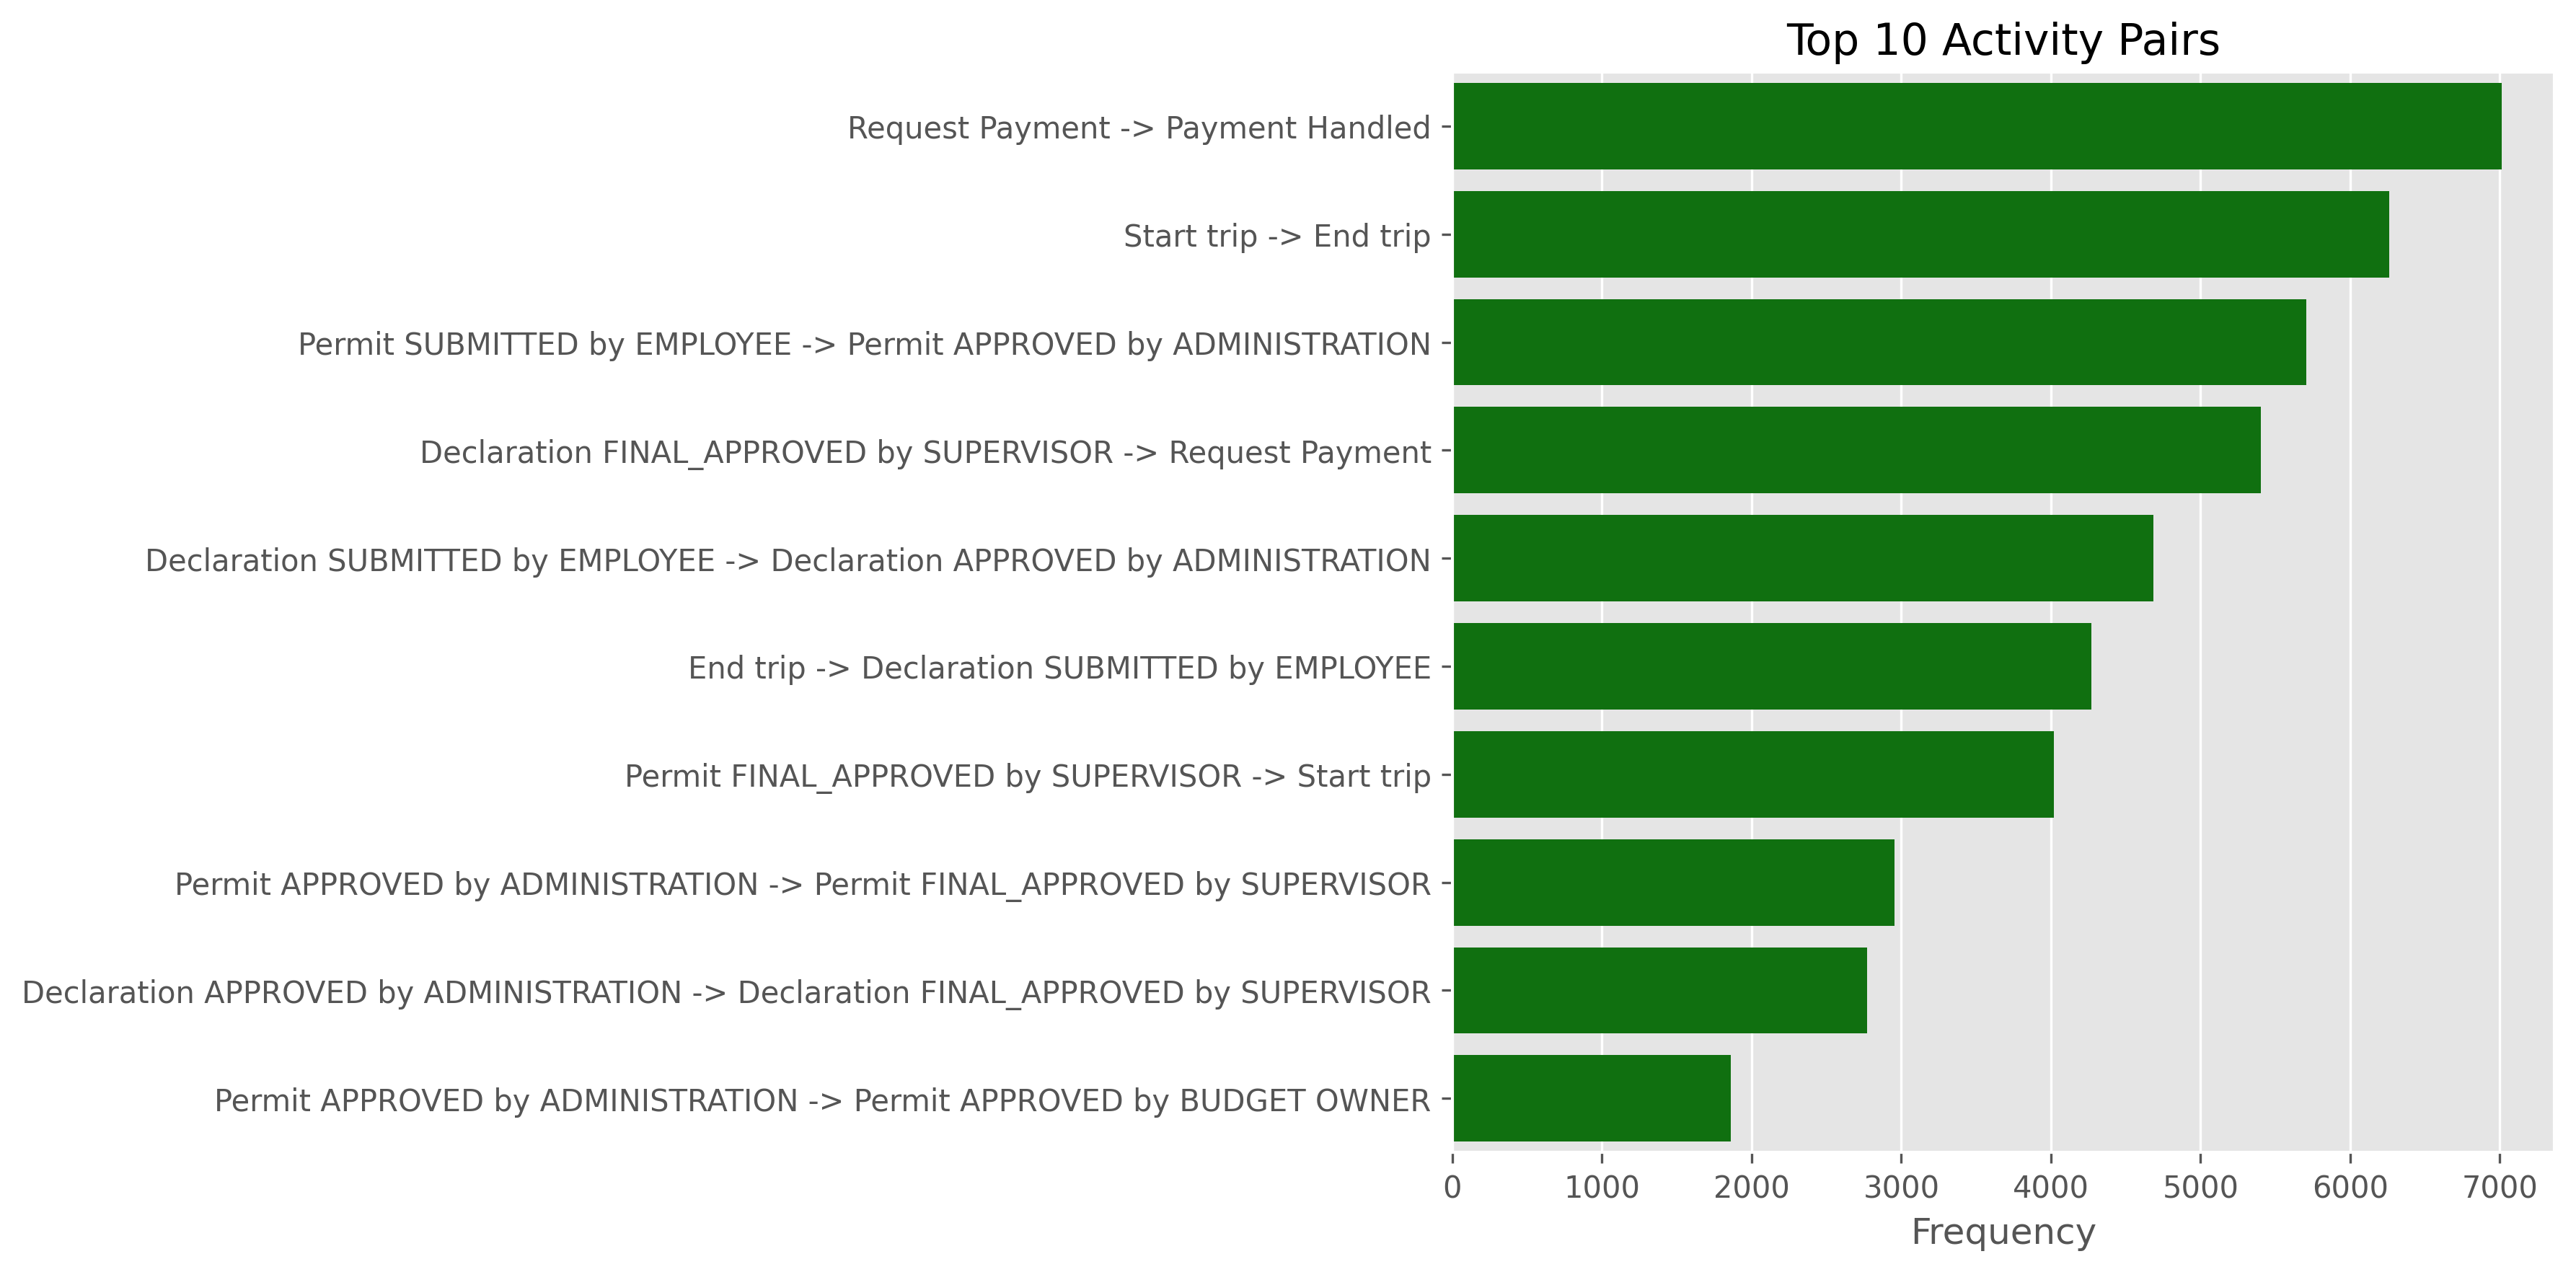 Top 10 Activity Pairs
Request Payment -> Payment Handled
Start trip -> End trip
Permit SUBMITTED by EMPLOYEE -> Permit APPROVED by ADMINISTRATION
Declaration FINAL_APPROVED by SUPERVISOR -> Request Payment
Declaration SUBMITTED by EMPLOYEE -> Declaration APPROVED by ADMINISTRATION
End trip -> Declaration SUBMITTED by EMPLOYEE
Permit FINAL_APPROVED by SUPERVISOR -> Start trip
Permit APPROVED by ADMINISTRATION -> Permit FINAL_APPROVED by SUPERVISOR
Declaration APPROVED by ADMINISTRATION -> Declaration FINAL_APPROVED by SUPERVISOR
Permit APPROVED by ADMINISTRATION -> Permit APPROVED by BUDGET OWNER
0 1000 2000 3000 4000 5000 6000 7000
Frequency